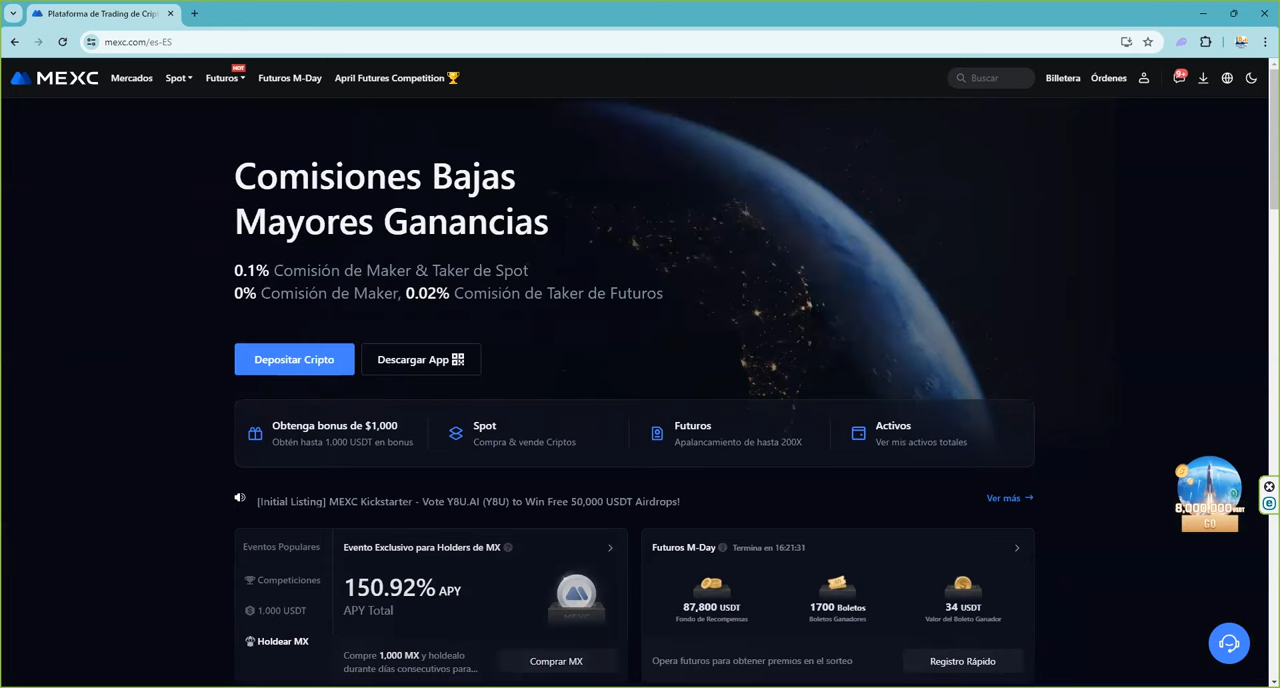 Plataforma de Trading de Crip
mexc.com/es-ES
MEXC Mercados Spot Futuros HOT Futuros M-Day April Futures Competition Buscar Billetera Órdenes 9+
Comisiones Bajas
Mayores Ganancias
0.1% Comisión de Maker & Taker de Spot
0% Comisión de Maker, 0.02% Comisión de Taker de Futuros
Depositar Cripto Descargar App
Obtenga bonus de $1,000
Obtén hasta 1.000 USDT en bonus
Spot
Compra & vende Criptos
Futuros
Apalancamiento de hasta 200X
Activos
Ver mis activos totales
[Initial Listing] MEXC Kickstarter - Vote Y8U.AI (Y8U) to Win Free 50,000 USDT Airdrops!
Ver más
8,000,000 USDT
GO
Eventos Populares
Competiciones
1,000 USDT
Holdear MX
Evento Exclusivo para Holders de MX
150.92% APY
APY Total
MEXC
Compre 1,000 MX y holdealo
durante días consecutivos para...
Comprar MX
Futuros M-Day Termina en 16:21:31
87,800 USDT
Fondo de Recompensas
1700 Boletos
Boletos Ganadores
34 USDT
Valor del Boleto Ganador
Opera futuros para obtener premios en el sorteo
Registro Rápido